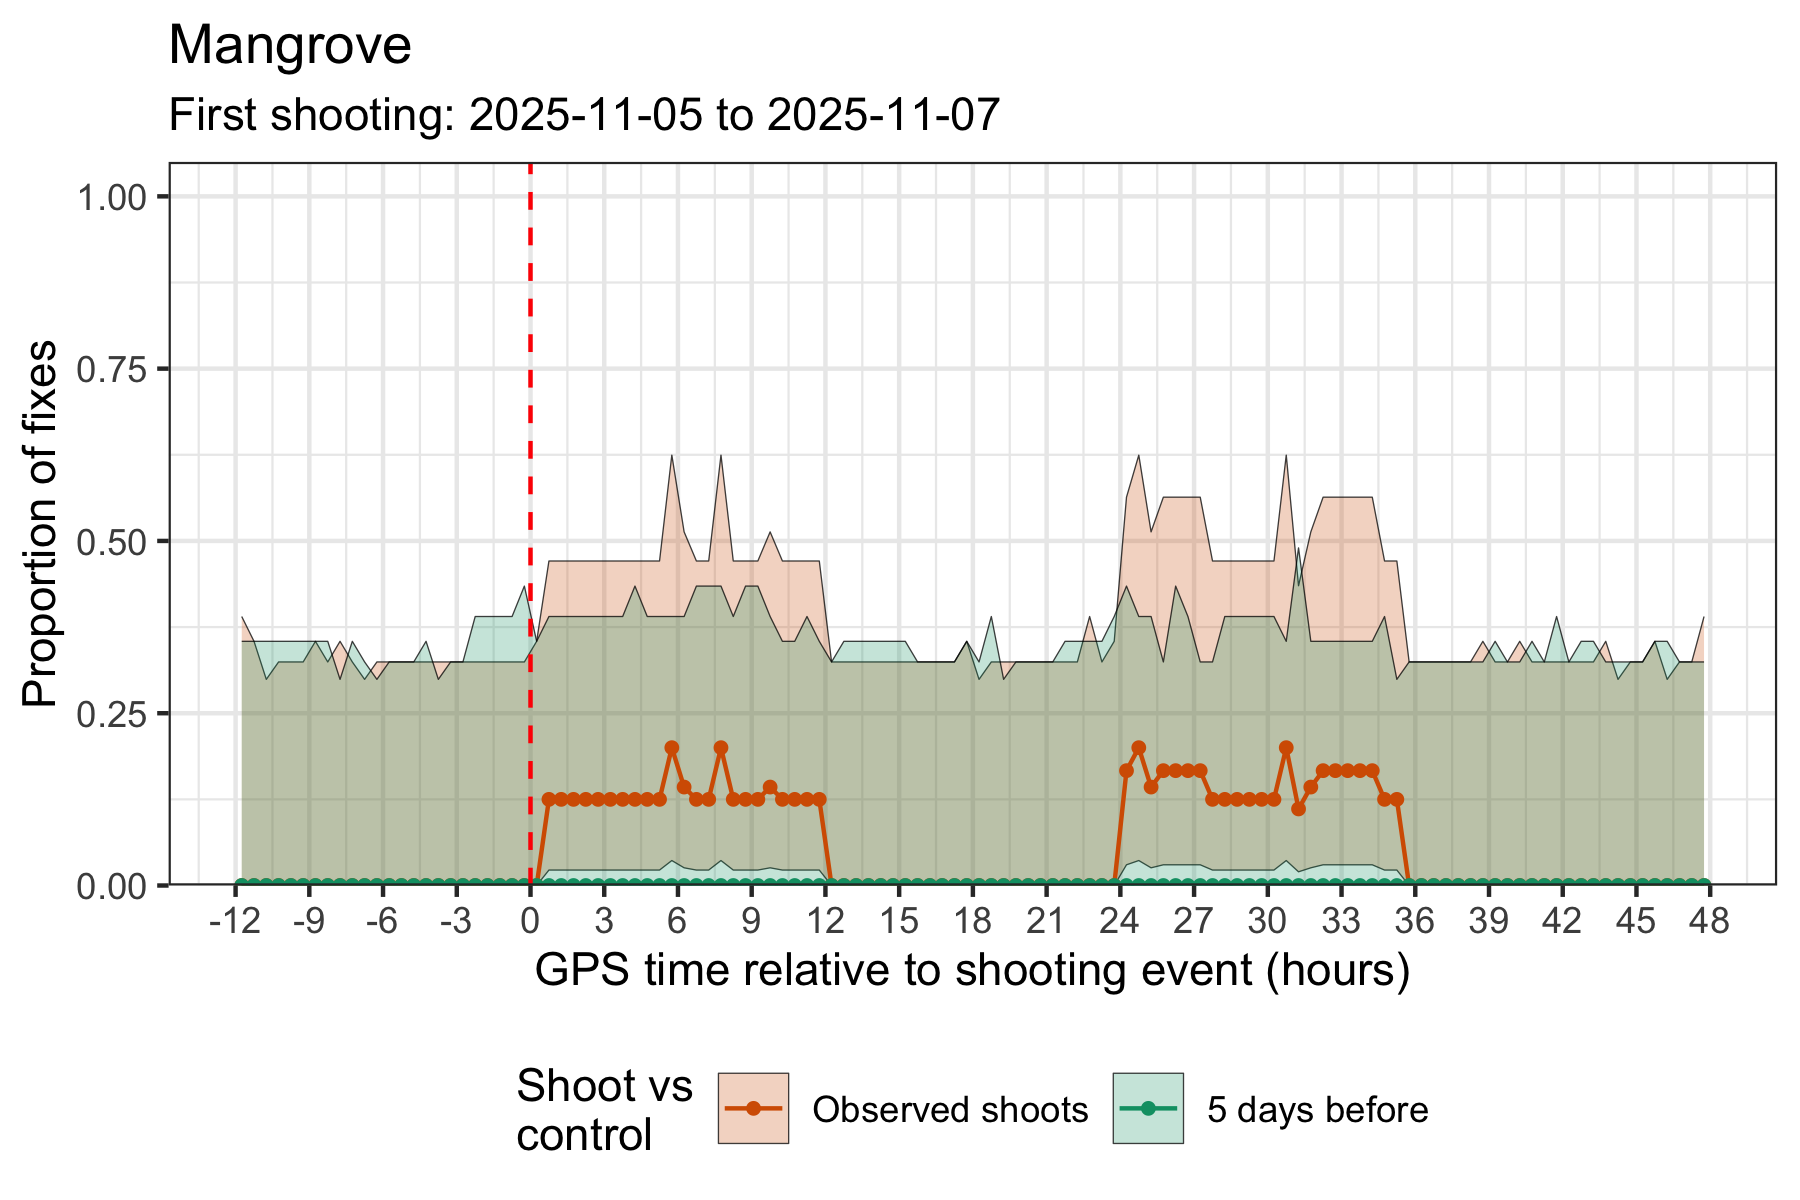 Mangrove
First shooting: 2025-11-05 to 2025-11-07
Proportion of fixes
1.00
0.75
0.50
0.25
0.00
-12 -9 -6 -3 0 3 6 9 12 15 18 21 24 27 30 33 36 39 42 45 48
GPS time relative to shooting event (hours)
Shoot vs
control
Observed shoots
5 days before